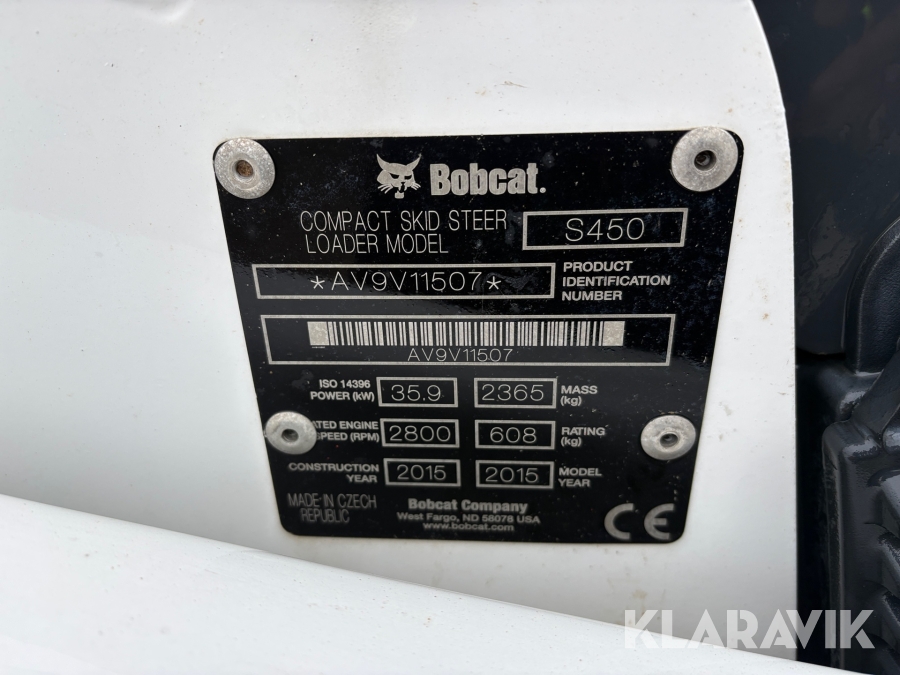 Bobcat.
COMPACT SKID STEER
LOADER MODEL
S450
*AV9V11507*
PRODUCT
IDENTIFICATION
NUMBER
AV9V11507
ISO 14396
POWER (kW)
35.9
2365
MASS
(kg)
ENGINE
(RPM)
2800
608
RATING
(kg)
CONSTRUCTION
YEAR
2015
2015
MODEL
YEAR
MADE IN CZECH
REPUBLIC
Bobcat Company
West Fargo, ND 58078 USA
www.bobcat.com
CE
KLARAVIK